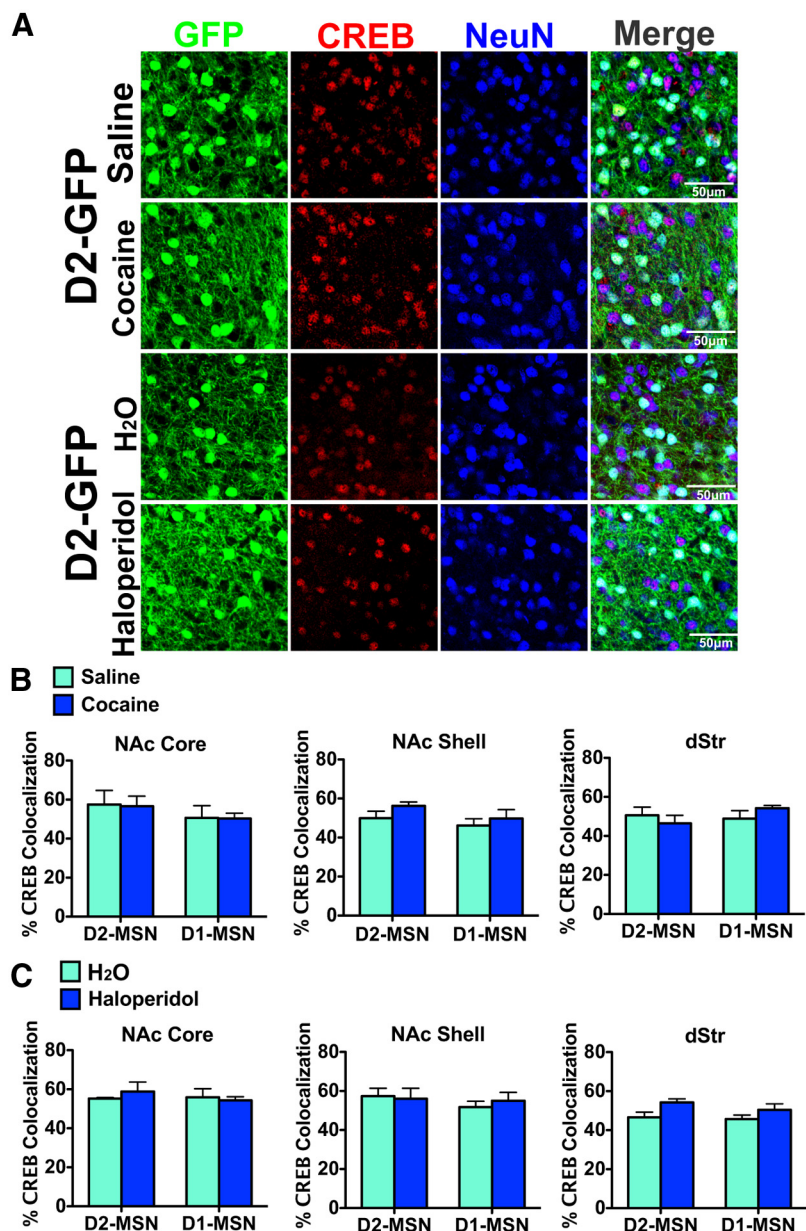 A
GFP CREB NeuN Merge
D2-GFP
Saline
50µm
Cocaine
50µm
D2-GFP
H2O
50µm
Haloperidol
50µm
B
Saline
Cocaine
NAc Core
% CREB Colocalization
80
60
40
20
0
D2-MSN D1-MSN
NAc Shell
% CREB Colocalization
80
60
40
20
0
D2-MSN D1-MSN
dStr
% CREB Colocalization
80
60
40
20
0
D2-MSN D1-MSN
C
H2O
Haloperidol
NAc Core
% CREB Colocalization
80
60
40
20
0
D2-MSN D1-MSN
NAc Shell
% CREB Colocalization
80
60
40
20
0
D2-MSN D1-MSN
dStr
% CREB Colocalization
80
60
40
20
0
D2-MSN D1-MSN